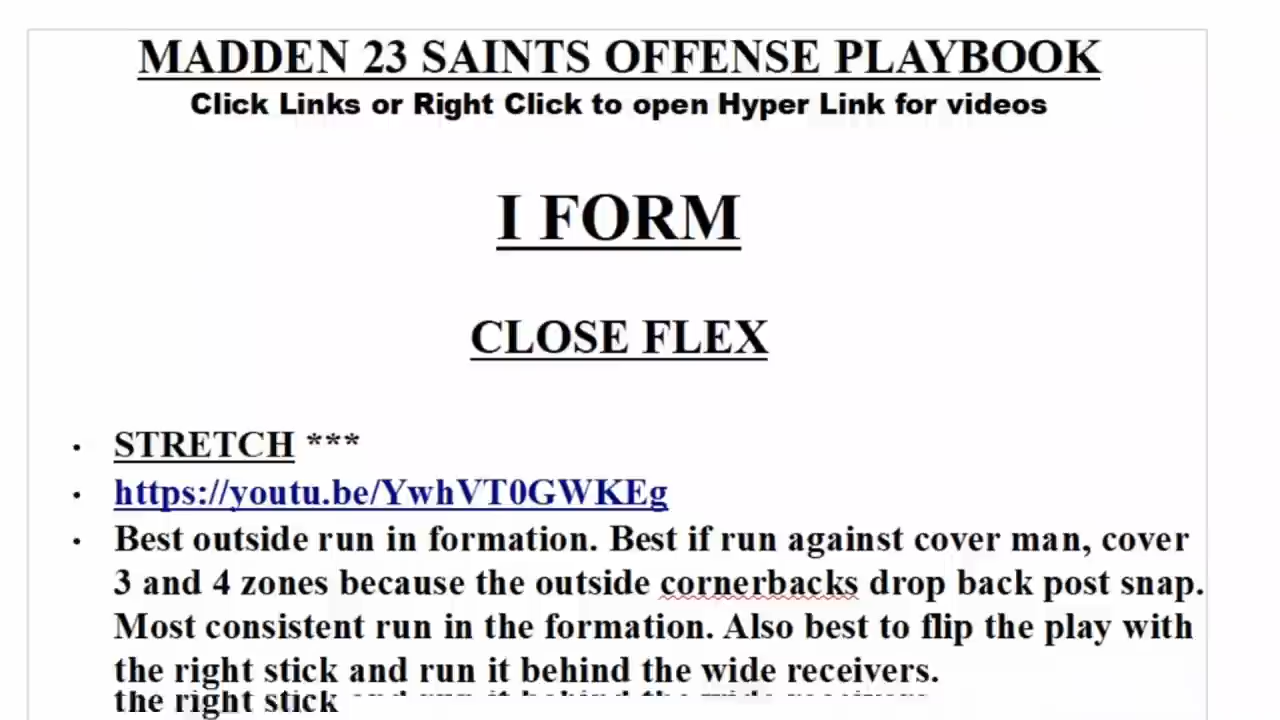 MADDEN 23 SAINTS OFFENSE PLAYBOOK
Click Links or Right Click to open Hyper Link for videos
I FORM
CLOSE FLEX
• STRETCH ***
• https://youtu.be/YwhVT0GWKEg
• Best outside run in formation. Best if run against cover man, cover
3 and 4 zones because the outside cornerbacks drop back post snap.
Most consistent run in the formation. Also best to flip the play with
the right stick and run it behind the wide receivers.
the right stick